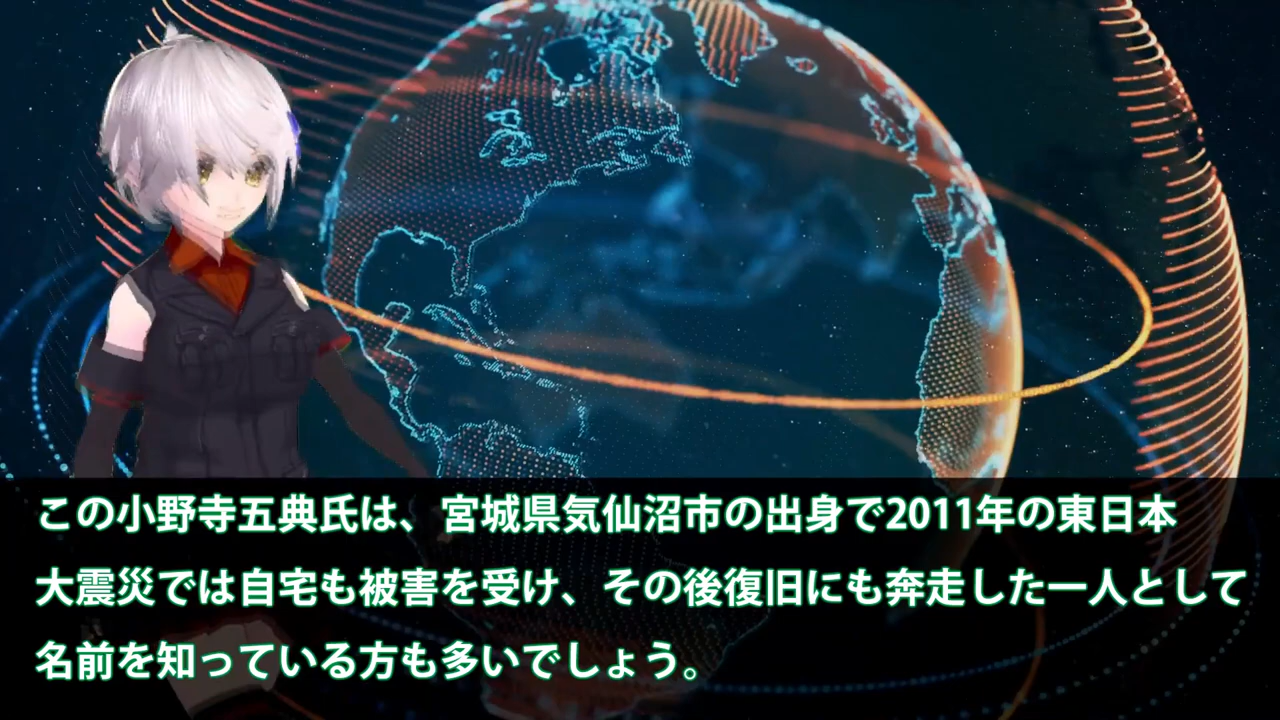 この小野寺五典氏は、宮城県気仙沼市の出身で2011年の東日本
大震災では自宅も被害を受け、その後復旧にも奔走した一人として
名前を知っている方も多いでしょう。